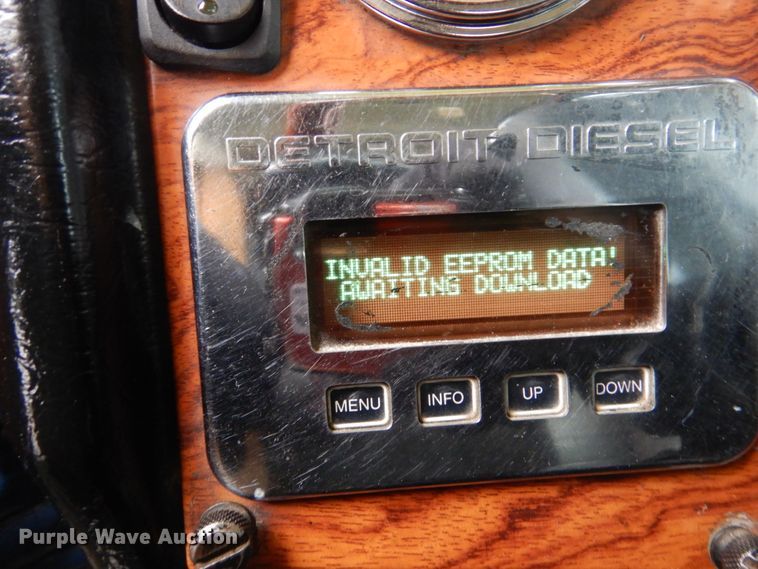 DETROIT DIESEL
INVALID EEPROM DATA!
AWAITING DOWNLOAD
MENU INFO UP DOWN
Purple Wave Auction